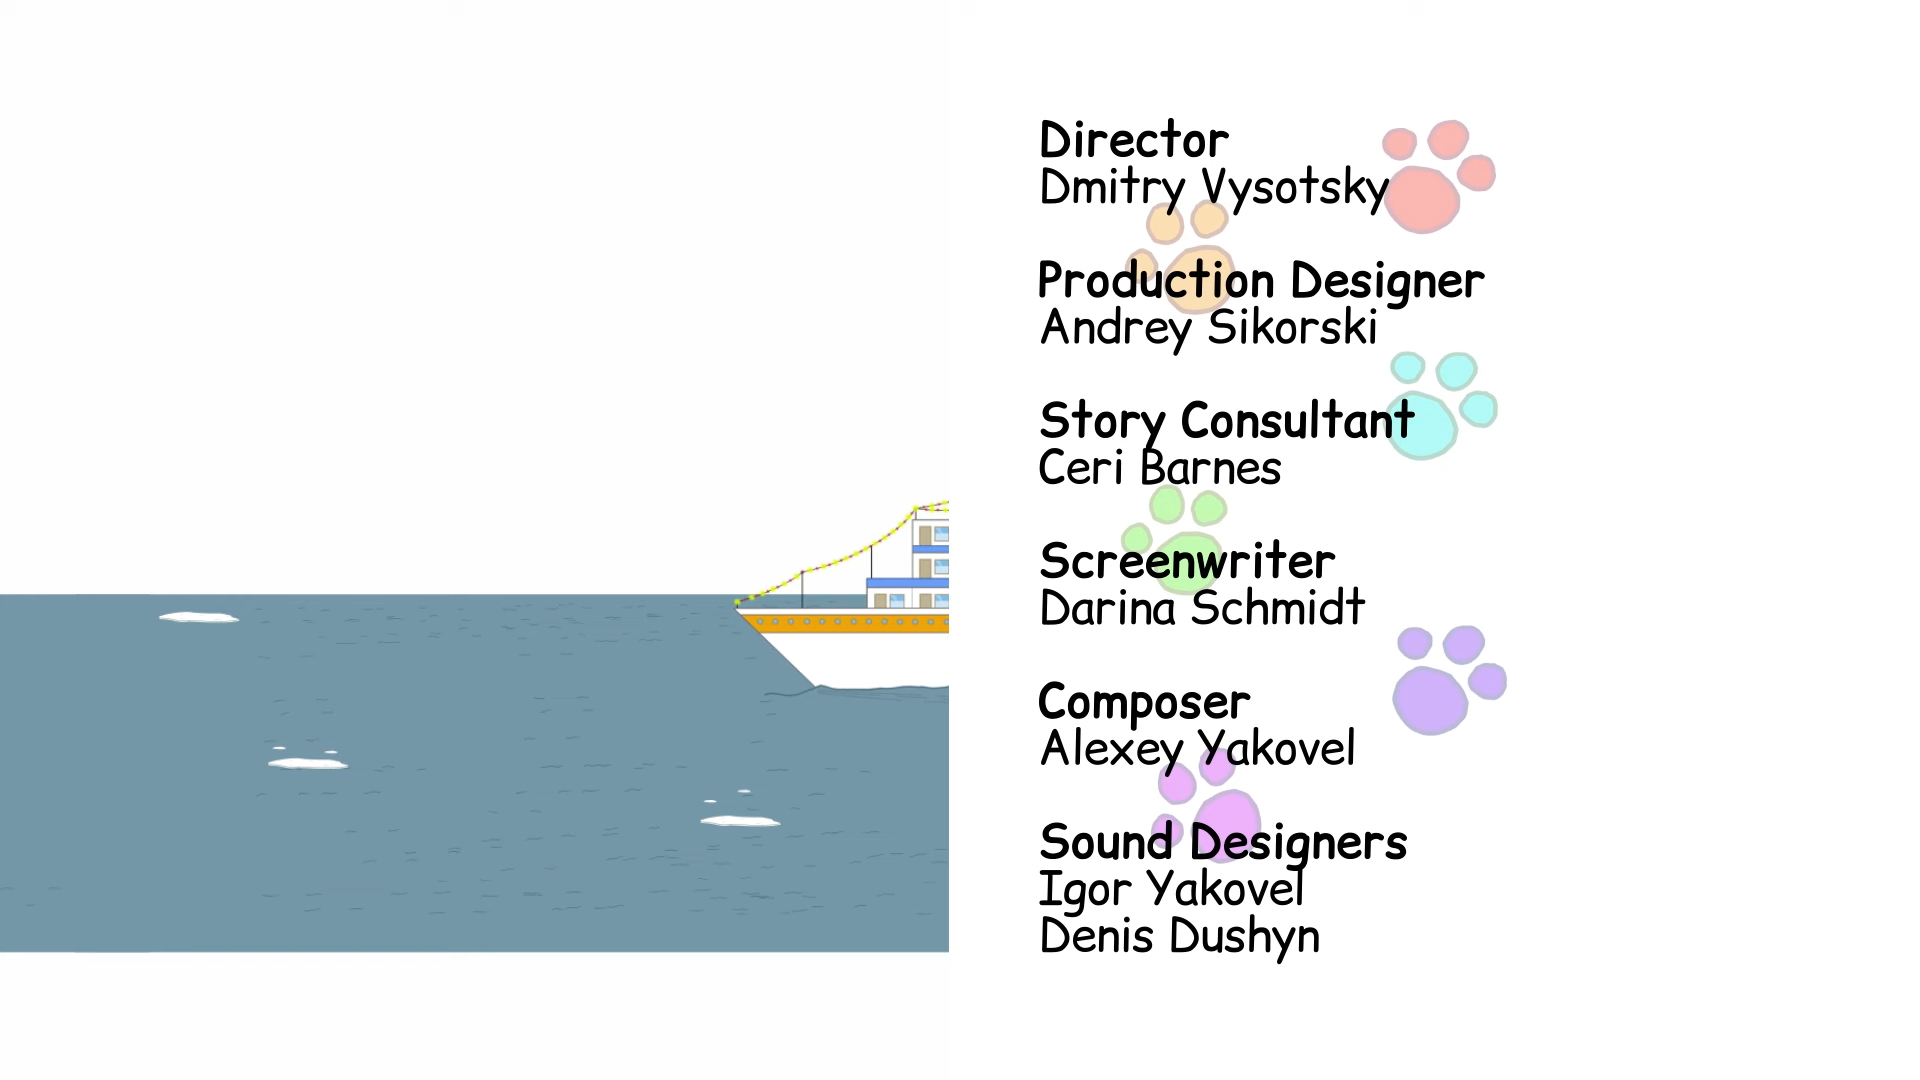 Director
Dmitry Vysotsky
Production Designer
Andrey Sikorski
Story Consultant
Ceri Barnes
Screenwriter
Darina Schmidt
Composer
Alexey Yakovel
Sound Designers
Igor Yakovel
Denis Dushyn